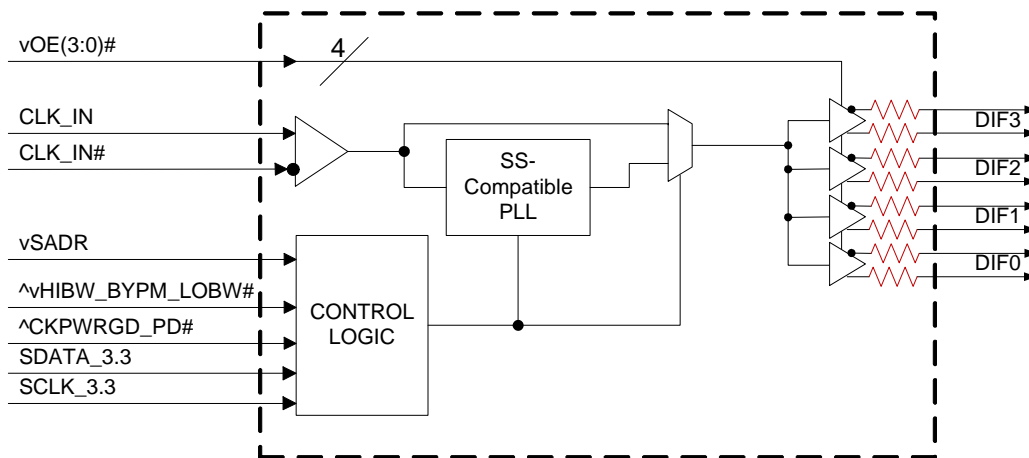 vOE(3:0)#
4
CLK_IN
CLK_IN#
SS-
Compatible
PLL
DIF3
DIF2
DIF1
DIF0
vSADR
^vHIBW_BYPM_LOBW#
^CKPWRGD_PD#
SDATA_3.3
SCLK_3.3
CONTROL
LOGIC